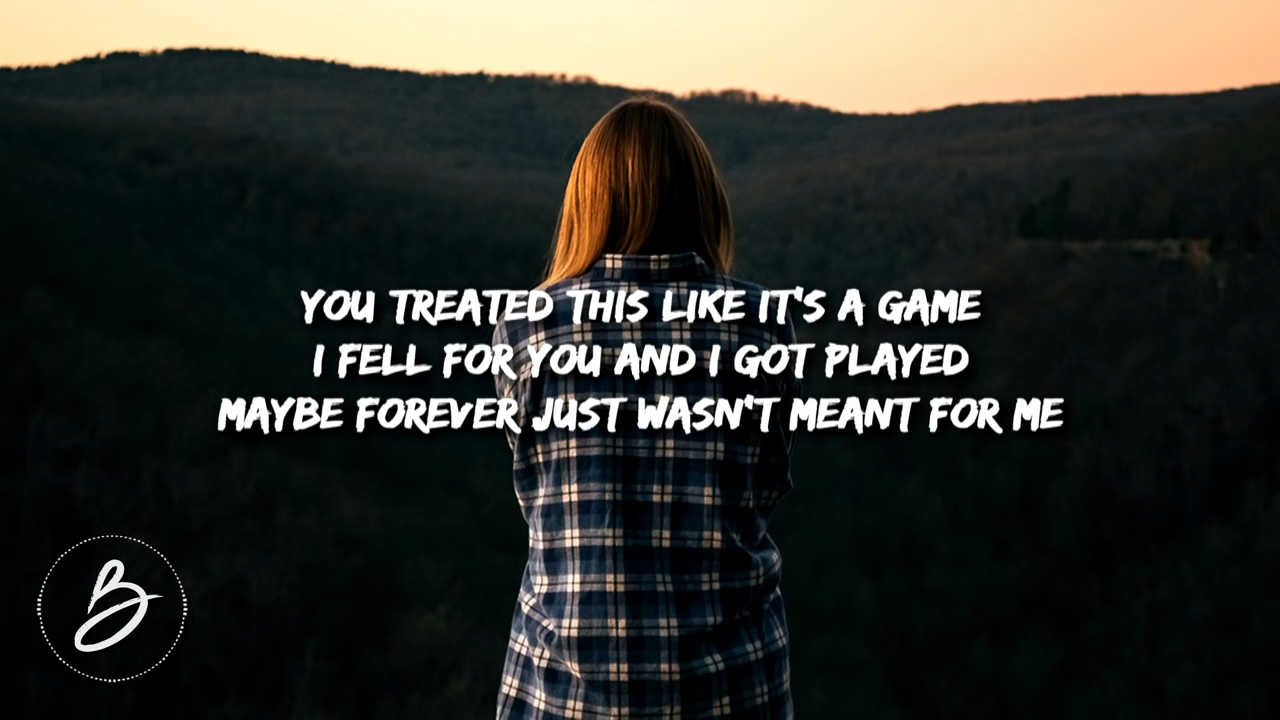 YOU TREATED THIS LIKE IT'S A GAME
I FELL FOR YOU AND I GOT PLAYED
MAYBE FOREVER JUST WASN'T MEANT FOR ME
B